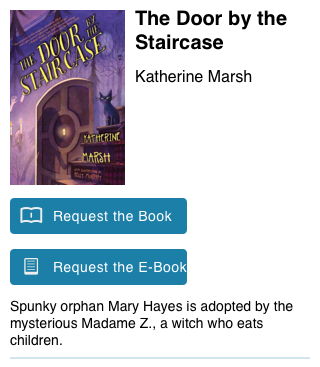 THE DOOR BY THE STAIRCASE
KATHERINE
MARSH
The Door by the
Staircase
Katherine Marsh
Request the Book
Request the E-Book
Spunky orphan Mary Hayes is adopted by the
mysterious Madame Z., a witch who eats
children.